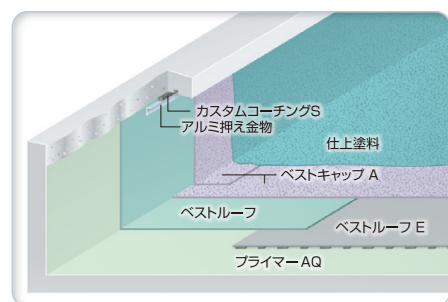 カスタムコーチングS
アルミ押え金物
仕上塗料
ベストキャップ A
ベストルーフ
ベストルーフ E
プライマーAQ